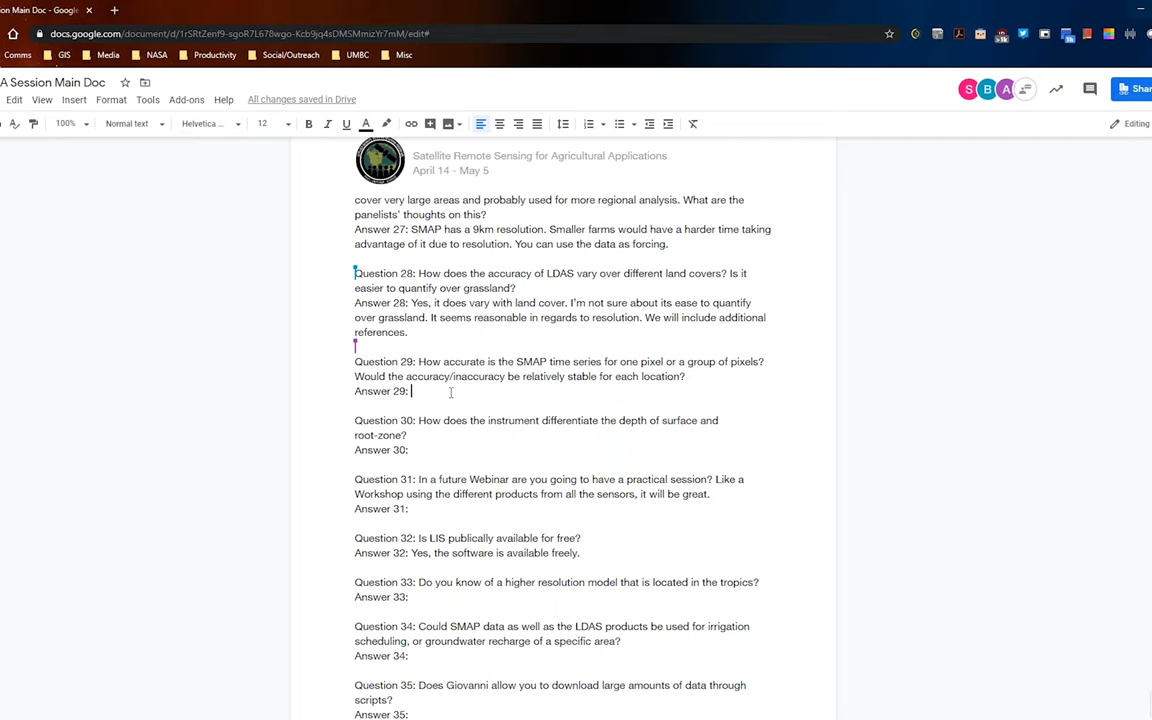 ssion Main Doc - Google
docs.google.com/document/d/1rSRtZenf9-sgoR7L678wgo-Kcb9jq4sDMSMmizYr7mM/edit#
Comms GIS Media NASA Productivity Social/Outreach UMBC Misc
A Session Main Doc
Edit View Insert Format Tools Add-ons Help All changes saved in Drive
S B A Shar
100% Normal text Helvetica ... 12 B I U A Editing
Satellite Remote Sensing for Agricultural Applications
April 14 - May 5
cover very large areas and probably used for more regional analysis. What are the
panelists' thoughts on this?
Answer 27: SMAP has a 9km resolution. Smaller farms would have a harder time taking
advantage of it due to resolution. You can use the data as forcing.
Question 28: How does the accuracy of LDAS vary over different land covers? Is it
easier to quantify over grassland?
Answer 28: Yes, it does vary with land cover. I'm not sure about its ease to quantify
over grassland. It seems reasonable in regards to resolution. We will include additional
references.
Question 29: How accurate is the SMAP time series for one pixel or a group of pixels?
Would the accuracy/inaccuracy be relatively stable for each location?
Answer 29:
Question 30: How does the instrument differentiate the depth of surface and
root-zone?
Answer 30:
Question 31: In a future Webinar are you going to have a practical session? Like a
Workshop using the different products from all the sensors, it will be great.
Answer 31:
Question 32: Is LIS publically available for free?
Answer 32: Yes, the software is available freely.
Question 33: Do you know of a higher resolution model that is located in the tropics?
Answer 33:
Question 34: Could SMAP data as well as the LDAS products be used for irrigation
scheduling, or groundwater recharge of a specific area?
Answer 34:
Question 35: Does Giovanni allow you to download large amounts of data through
scripts?
Answer 35: